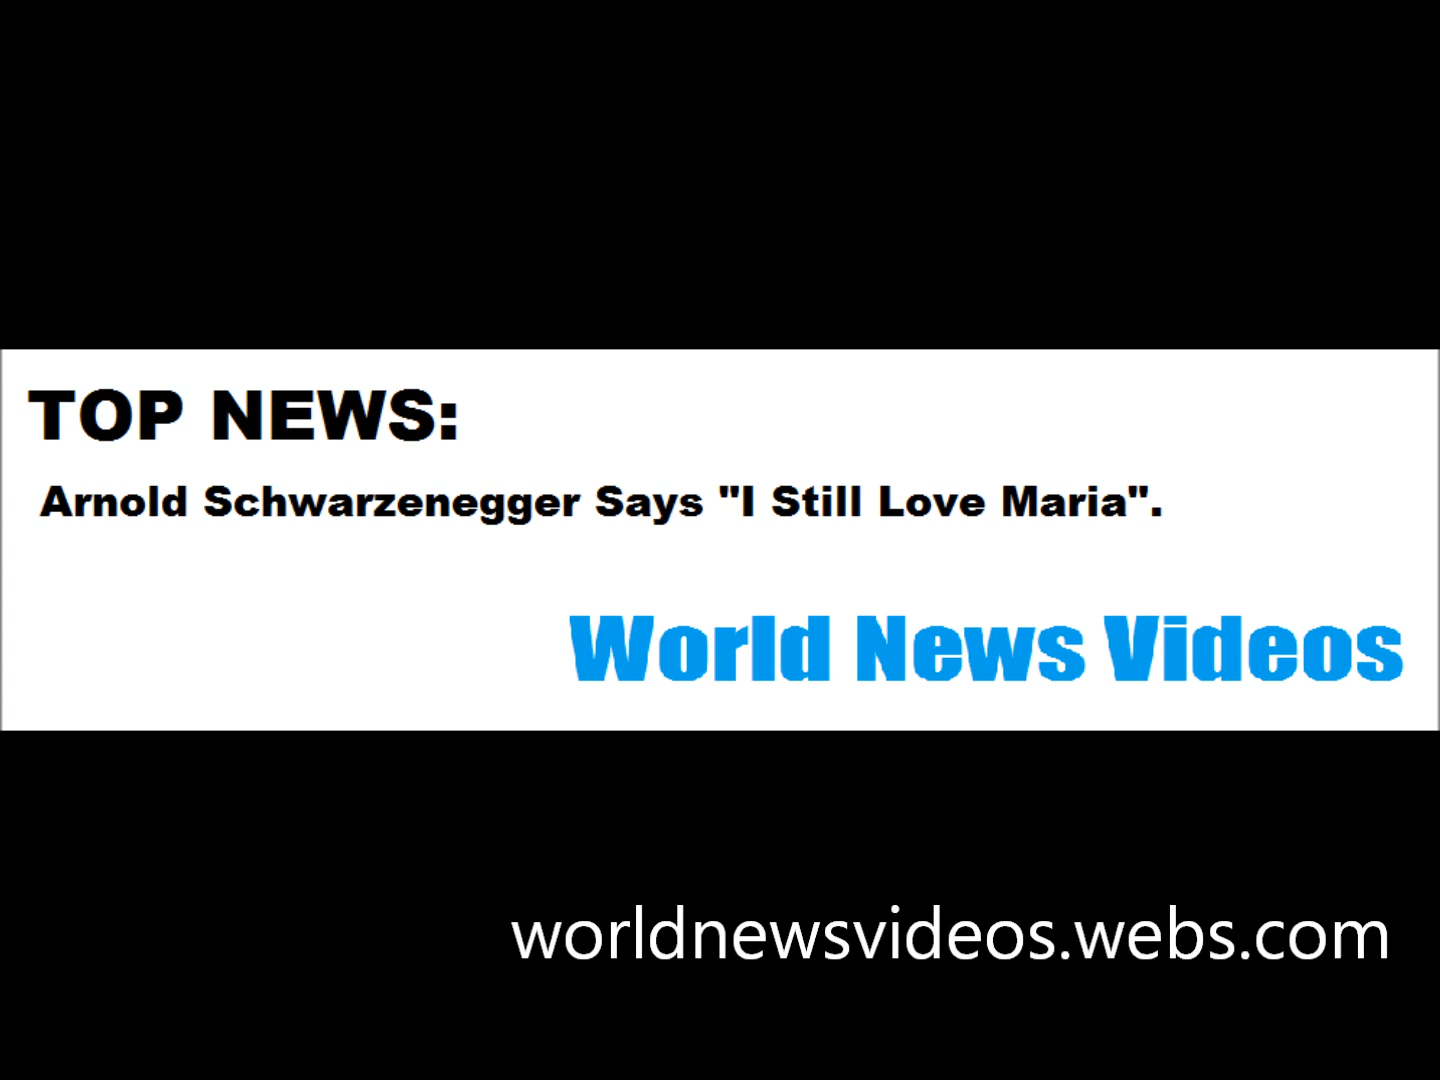 TOP NEWS:
Arnold Schwarzenegger Says "I Still Love Maria".
World News Videos
worldnewsvideos.webs.com